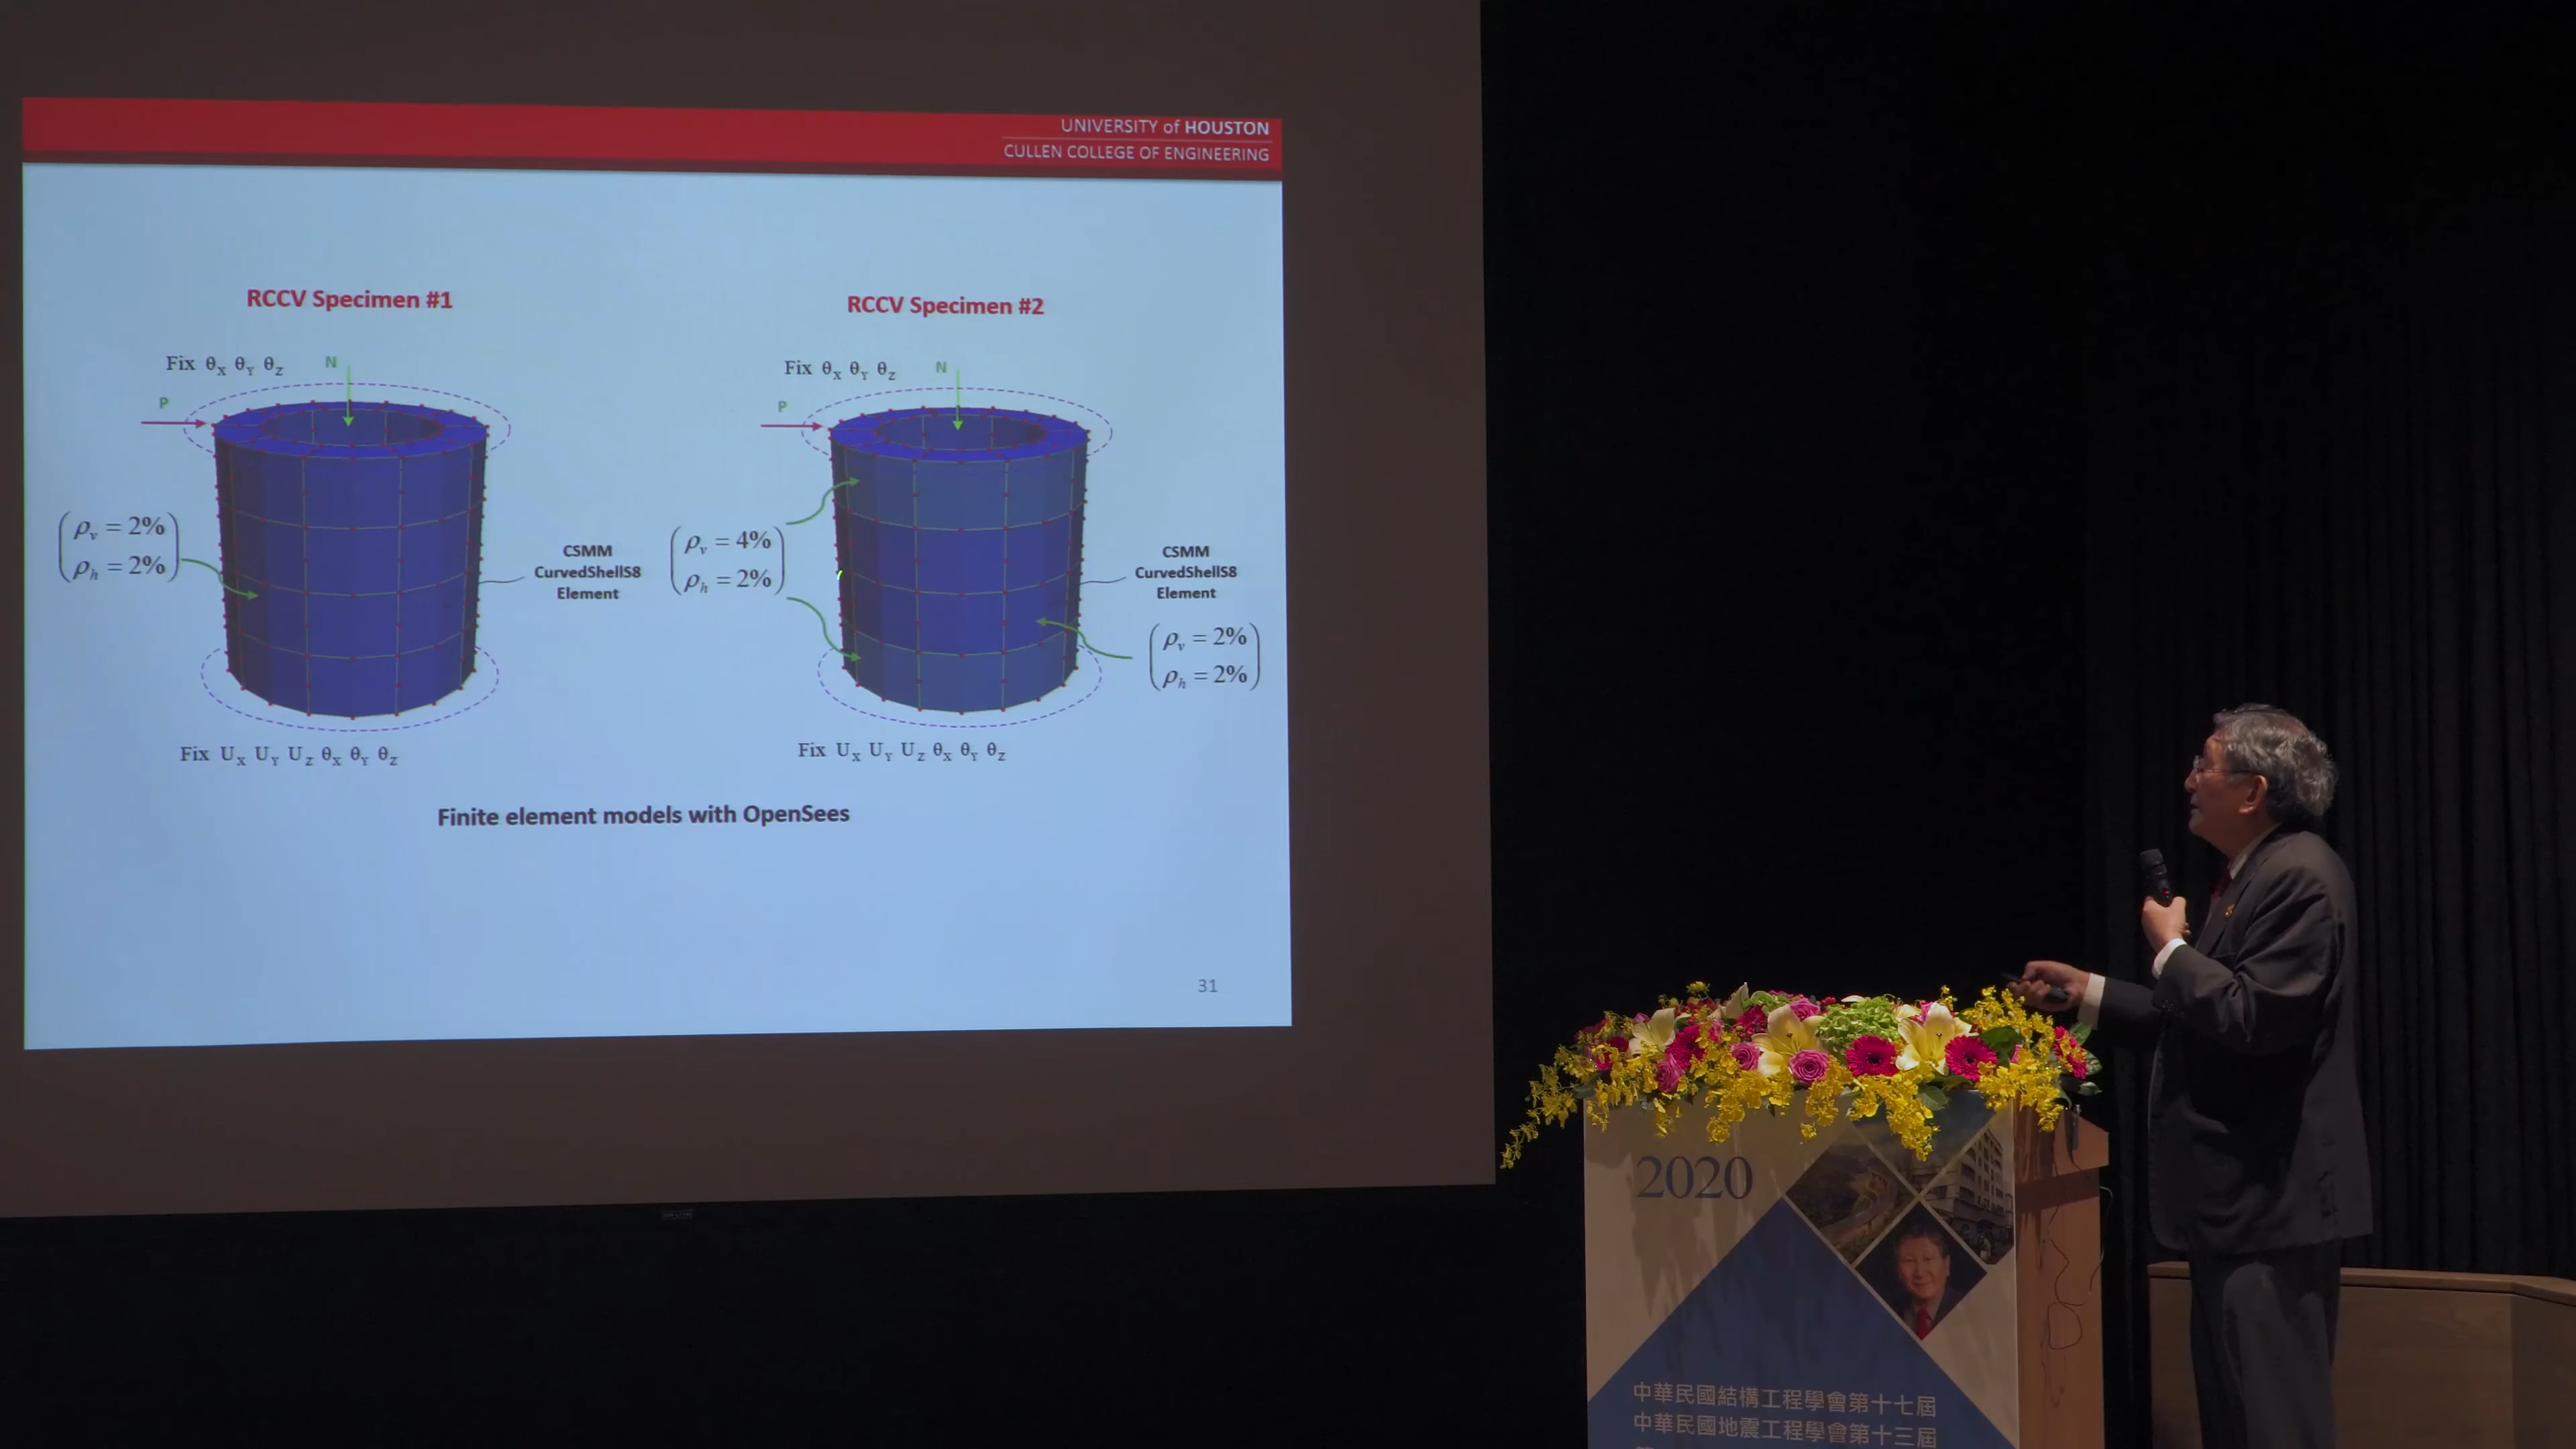 UNIVERSITY of HOUSTON
CULLEN COLLEGE OF ENGINEERING
RCCV Specimen #1
Fix θX θY θZ
N
P
ρv = 2%
ρh = 2%
CSMM
CurvedShellS8
Element
Fix UX UY UZ θX θY θZ
RCCV Specimen #2
Fix θX θY θZ
N
P
ρv = 4%
ρh = 2%
CSMM
CurvedShellS8
Element
ρv = 2%
ρh = 2%
Fix UX UY UZ θX θY θZ
Finite element models with OpenSees
31
2020
中華民國結構工程學會第十七屆
中華民國地震工程學會第十三屆